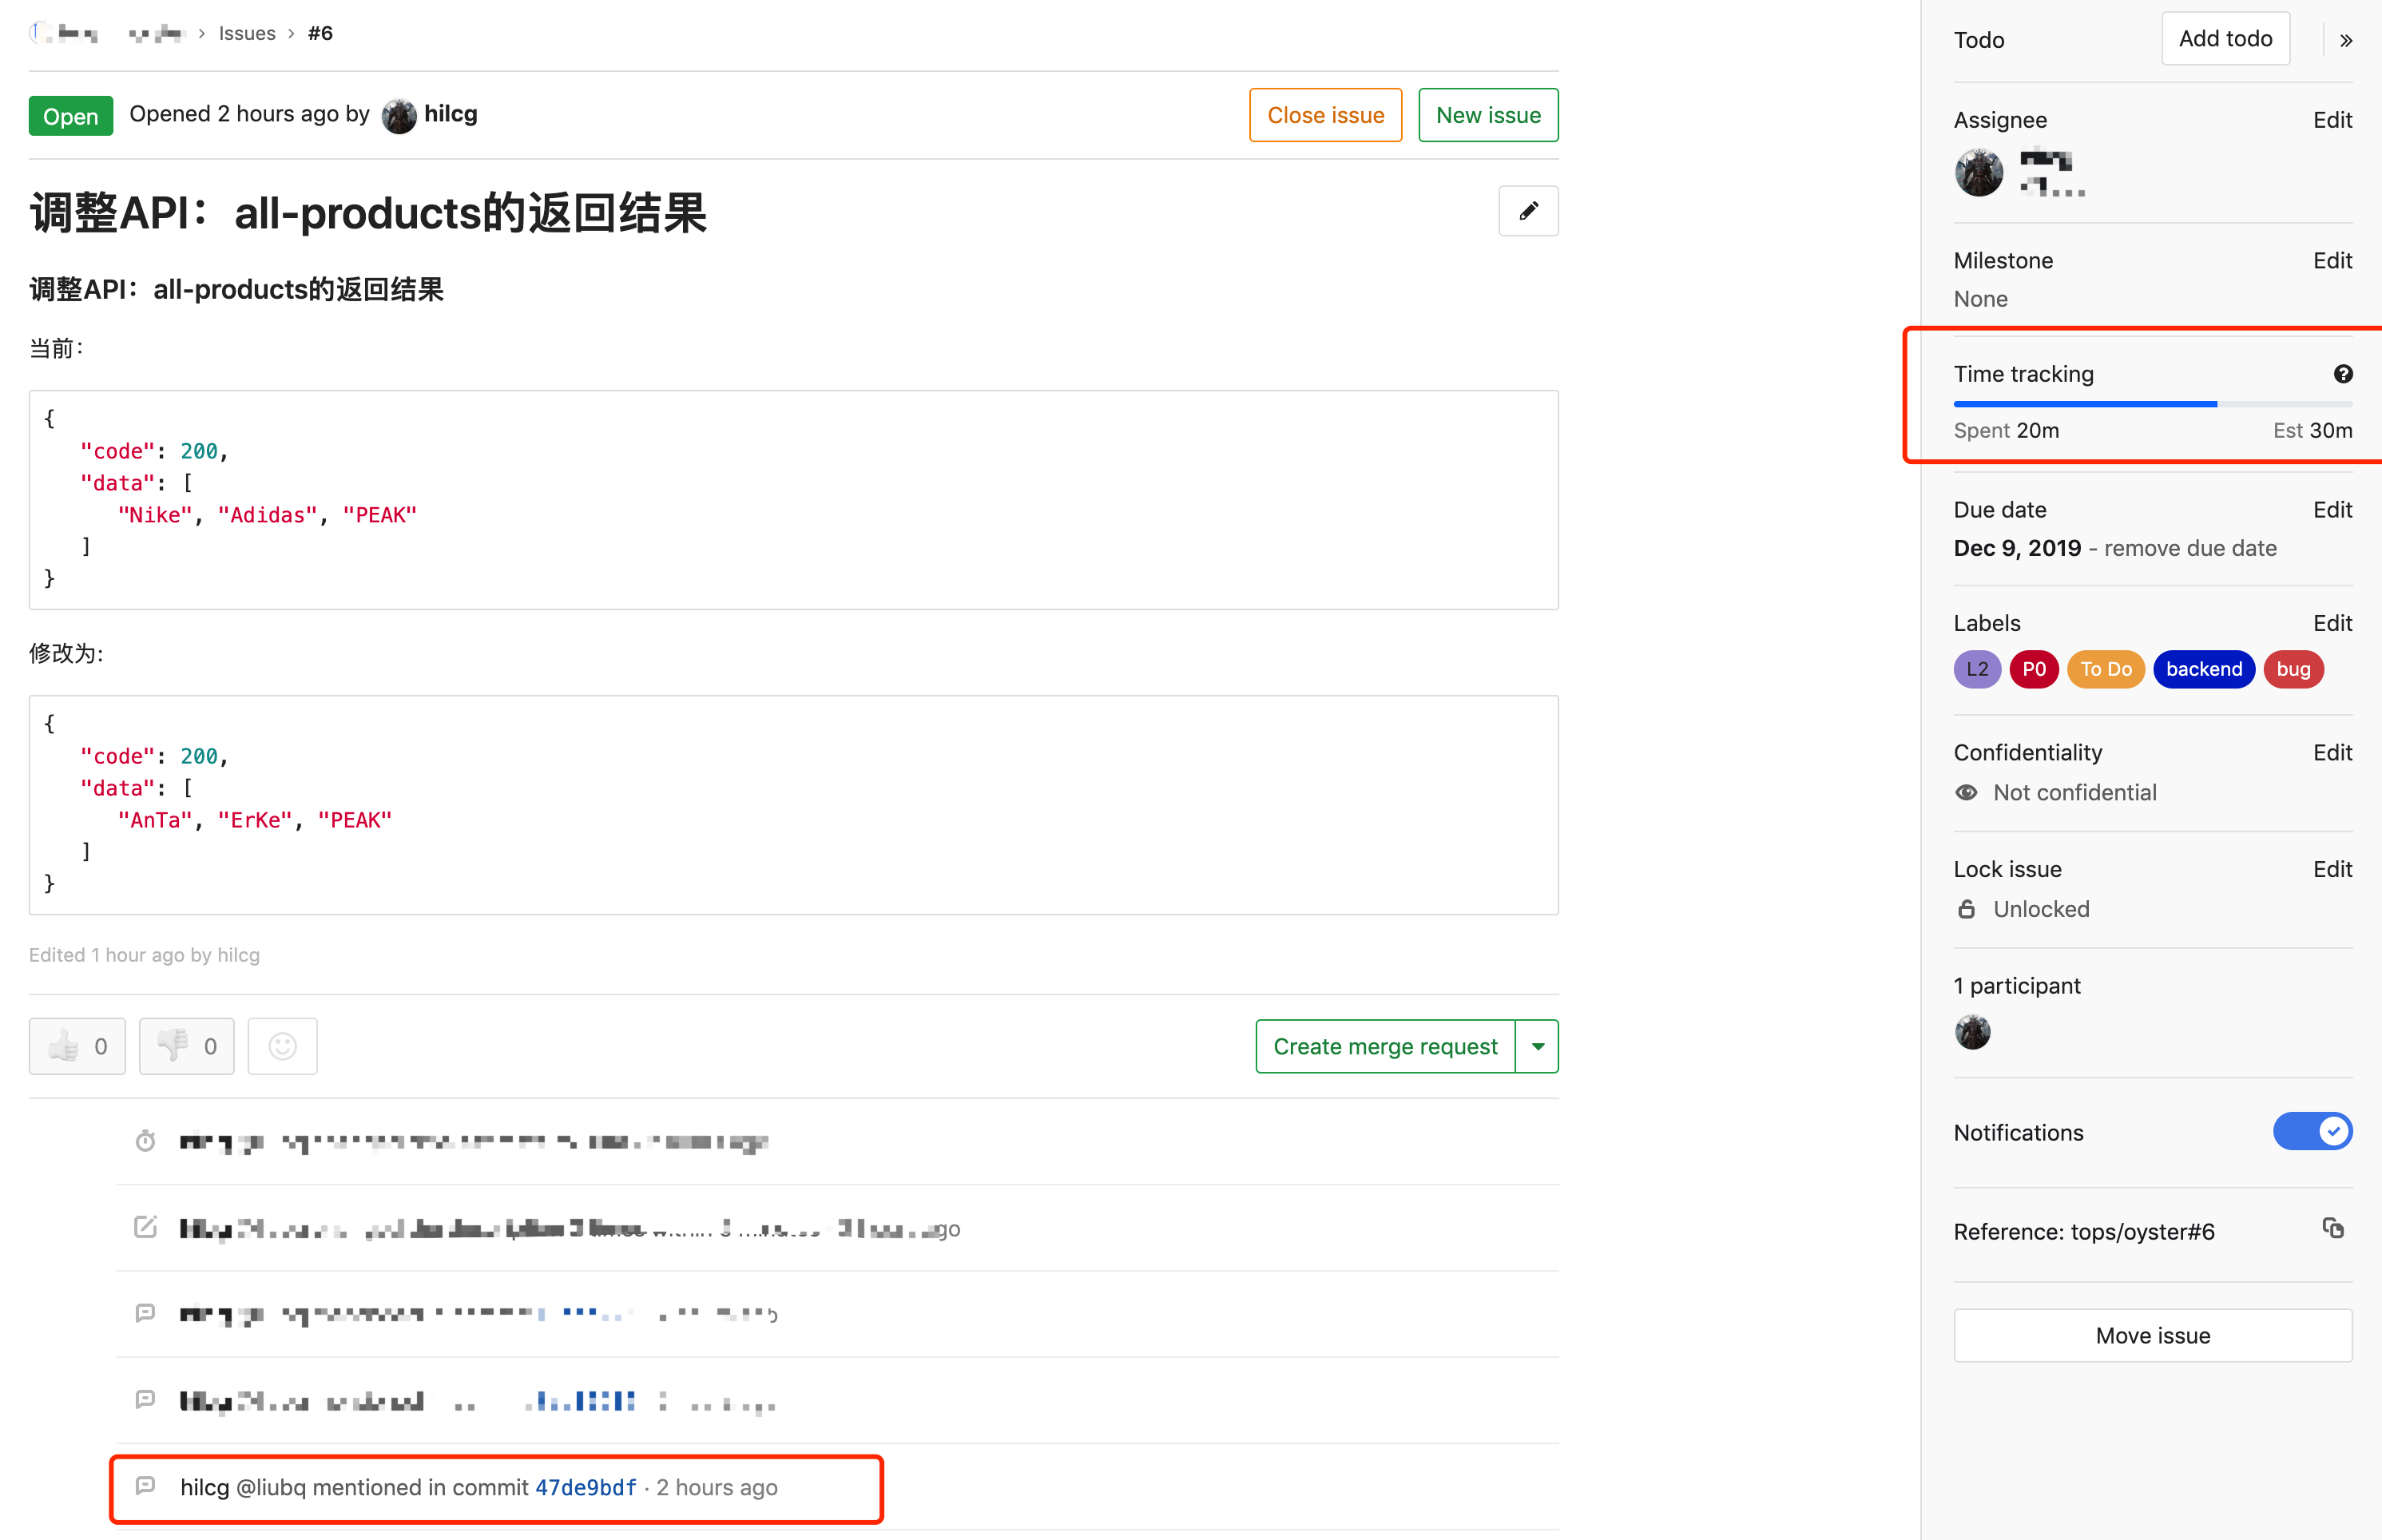 › Issues › #6
Open Opened 2 hours ago by hilcg
Close issue New issue
调整API：all-products的返回结果
调整API：all-products的返回结果
当前：
{
"code": 200,
"data": [
"Nike", "Adidas", "PEAK"
]
}
修改为:
{
"code": 200,
"data": [
"AnTa", "ErKe", "PEAK"
]
}
Edited 1 hour ago by hilcg
0 0
Create merge request
hilcg @liubq mentioned in commit 47de9bdf · 2 hours ago
Todo Add todo »
Assignee Edit
Milestone Edit
None
Time tracking ?
Spent 20m Est 30m
Due date Edit
Dec 9, 2019 - remove due date
Labels Edit
L2 P0 To Do backend bug
Confidentiality Edit
Not confidential
Lock issue Edit
Unlocked
1 participant
Notifications
Reference: tops/oyster#6
Move issue